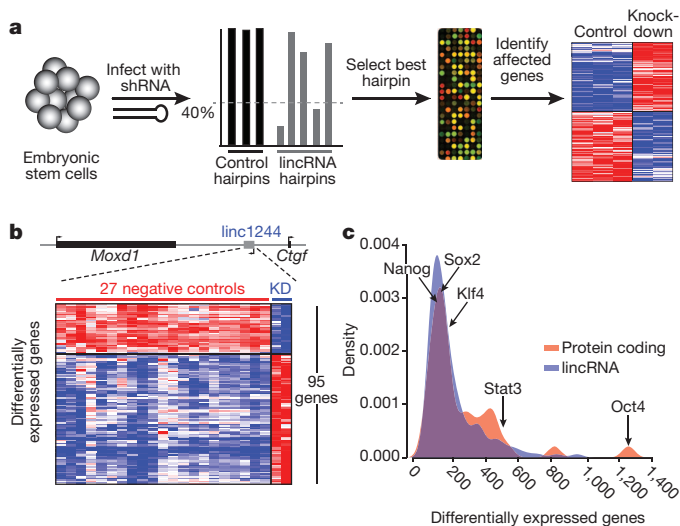 a
Infect with
shRNA
Embryonic
stem cells
40%
Control
hairpins
lincRNA
hairpins
Select best
hairpin
Identify
affected
genes
Control
Knock-
down
b
linc1244
Moxd1
Ctgf
27 negative controls
KD
Differentially
expressed genes
95
genes
c
Density
0.004
0.003
0.002
0.001
0.000
Nanog
Sox2
Klf4
Stat3
Oct4
Protein coding
lincRNA
0
200
400
600
800
1,000
1,200
1,400
Differentially expressed genes